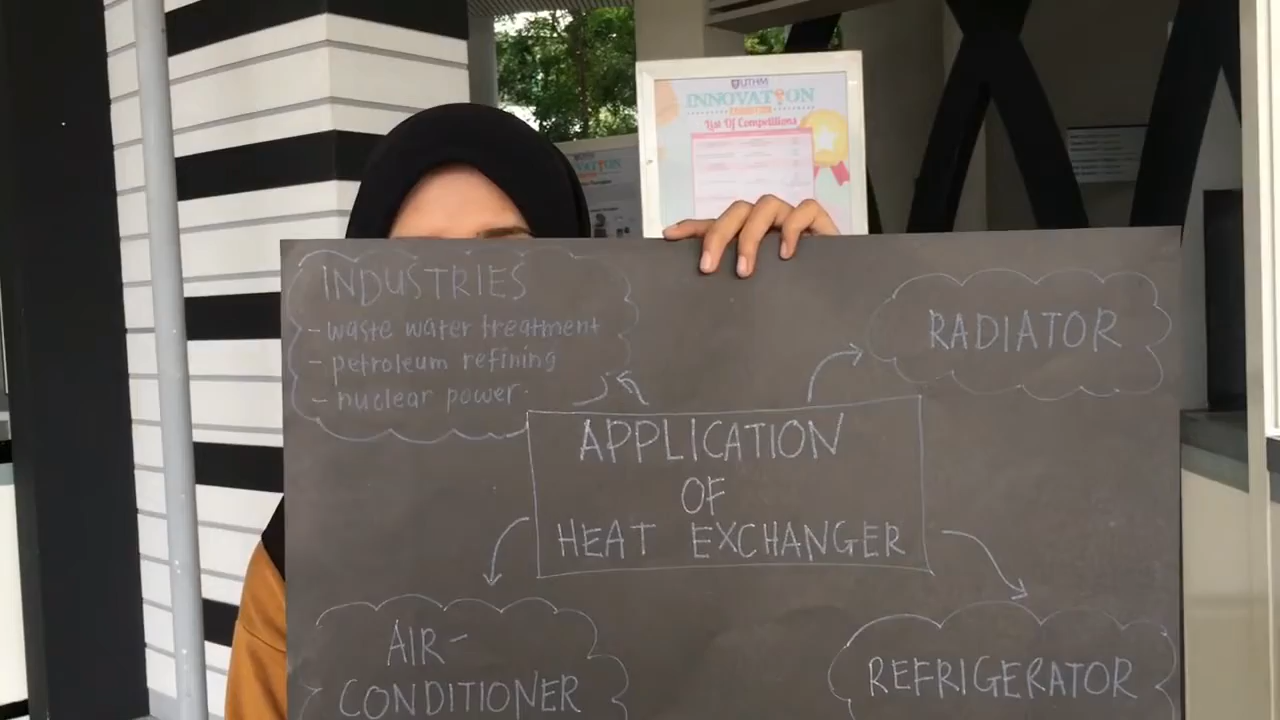 UTHM
INNOVATION
List Of Competitions
INDUSTRIES
- waste water treatment
- petroleum refining
- nuclear power.
RADIATOR
APPLICATION
OF
HEAT EXCHANGER
AIR-
CONDITIONER
REFRIGERATOR